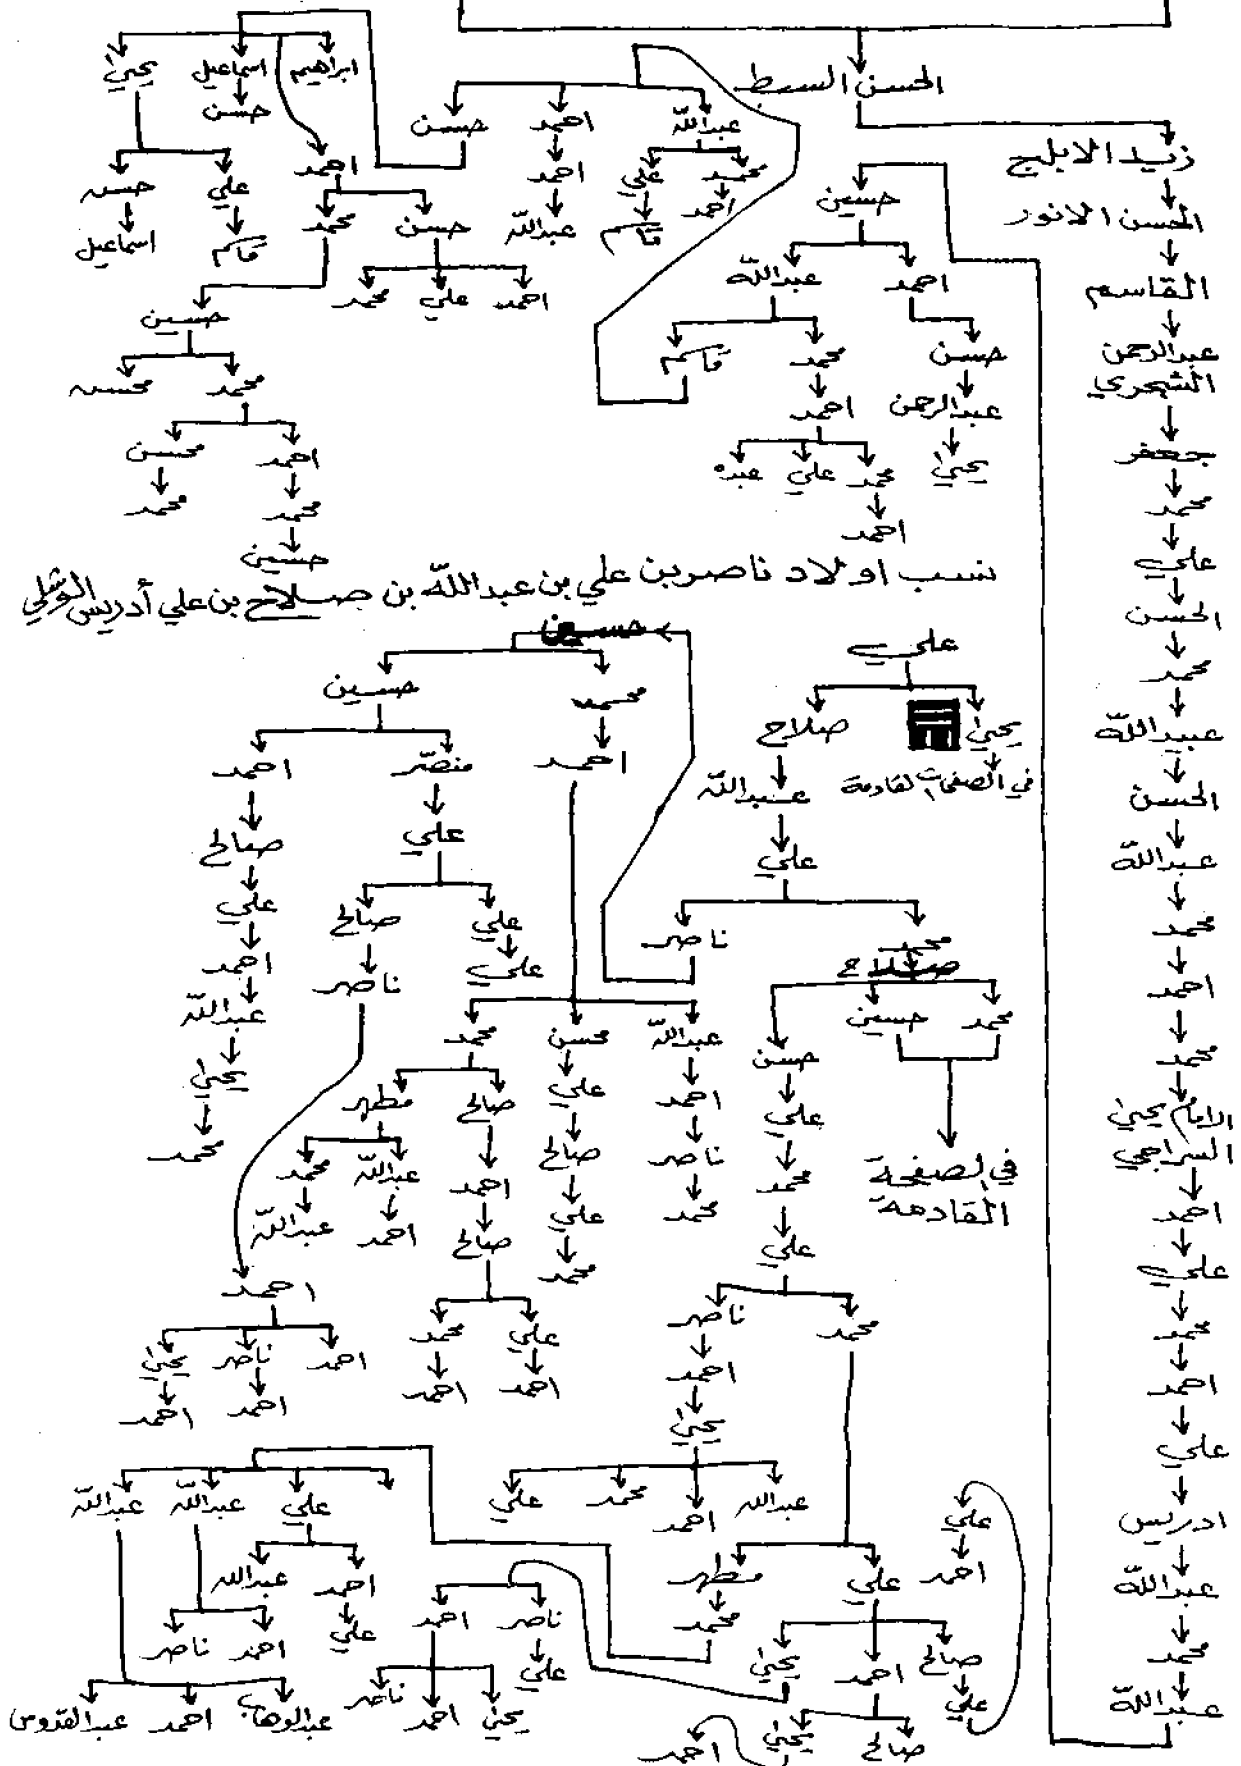 الحسن السبط
زيد الابلج
الحسن الانور
القاسم
عبدالرحمن
الشجري
جعفر
محمد
علي
الحسن
محمد
عبيدالله
الحسن
عبدالله
محمد
احمد
محمد
الامام يحيى
السراجي
احمد
علي
محمد
احمد
علي
ادريس
عبدالله
محمد
عبدالله
حسين
احمد عبدالله
حسن محمد قاسم
عبدالرحمن احمد
يحيى محمد علي عبده
احمد
عبدالله احمد حسن
محمد علي احمد
احمد قاسم عبدالله
ابراهيم اسماعيل يحيى
حسن
احمد علي حسن
حسن محمد قاسم اسماعيل
احمد علي محمد
حسين
محمد محسن
احمد محسن
محمد محمد
حسين
نسب اولاد ناصر بن علي بن عبدالله بن صلاح بن علي أدريس الوشلي
علي
يحيى صلاح
في الصفحات القادمة
عبدالله
علي
محمد ناصر
صلاح
محمد حسين حسن
في الصفحة
القادمة
علي
محمد
علي
محمد ناصر
احمد
يحيى
عبدالله احمد محمد علي
علي مطهر
صالح احمد يحيى محمد
علي
علي
احمد
صالح يحيى
احمد
ناصر احمد
علي
يحيى احمد ناصر
علي عبدالله عبدالله
احمد عبدالله
علي
احمد ناصر
عبدالوهاب احمد عبدالقدوس
حسين
محمد حسين
احمد
عبدالله محسن محمد
احمد علي
ناصر صالح
محمد علي
محمد
صالح مطهر
احمد عبدالله محمد
صالح احمد عبدالله
علي محمد
احمد احمد
منصر احمد
علي صالح
علي صالح علي
علي ناصر احمد
عبدالله
يحيى
محمد
احمد
احمد ناصر يحيى
احمد احمد